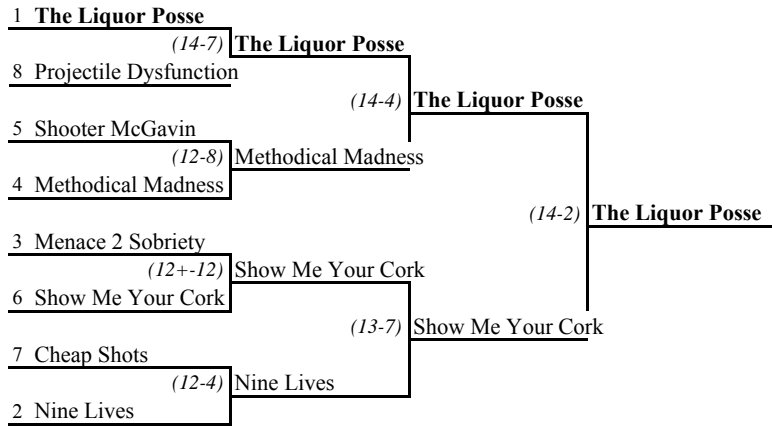 1 The Liquor Posse
(14-7) The Liquor Posse
8 Projectile Dysfunction
(14-4) The Liquor Posse
5 Shooter McGavin
(12-8) Methodical Madness
4 Methodical Madness
(14-2) The Liquor Posse
3 Menace 2 Sobriety
(12+-12) Show Me Your Cork
6 Show Me Your Cork
(13-7) Show Me Your Cork
7 Cheap Shots
(12-4) Nine Lives
2 Nine Lives